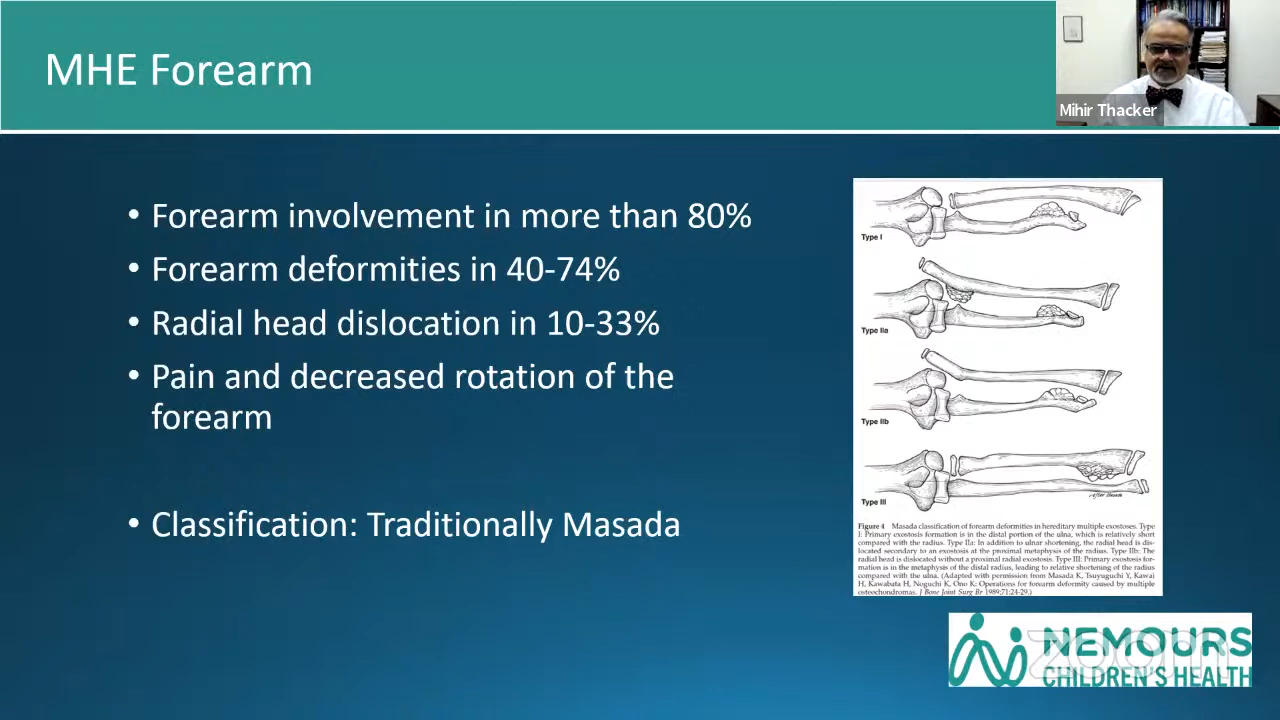 MHE Forearm
Mihir Thacker
• Forearm involvement in more than 80%
• Forearm deformities in 40-74%
• Radial head dislocation in 10-33%
• Pain and decreased rotation of the
forearm
• Classification: Traditionally Masada
Type I
Type IIa
Type IIb
Type III
After Masada
Figure 4 Masada classification of forearm deformities in hereditary multiple exostoses. Type
I: Primary exostosis formation is in the distal portion of the ulna, which is relatively short
compared with the radius. Type IIa: In addition to ulnar shortening, the radial head is dis-
located secondary to an exostosis at the proximal metaphysis of the radius. Type IIb: The
radial head is dislocated without a proximal radial exostosis. Type III: Primary exostosis for-
mation is in the metaphysis of the distal radius, leading to relative shortening of the radius
compared with the ulna. (Adapted with permission from Masada K, Tsuyuguchi Y, Kawai
H, Kawabata H, Noguchi K, Ono K: Operations for forearm deformity caused by multiple
osteochondromas. J Bone Joint Surg Br 1989;71:24-29.)
NEMOURS
CHILDREN'S HEALTH
zoom